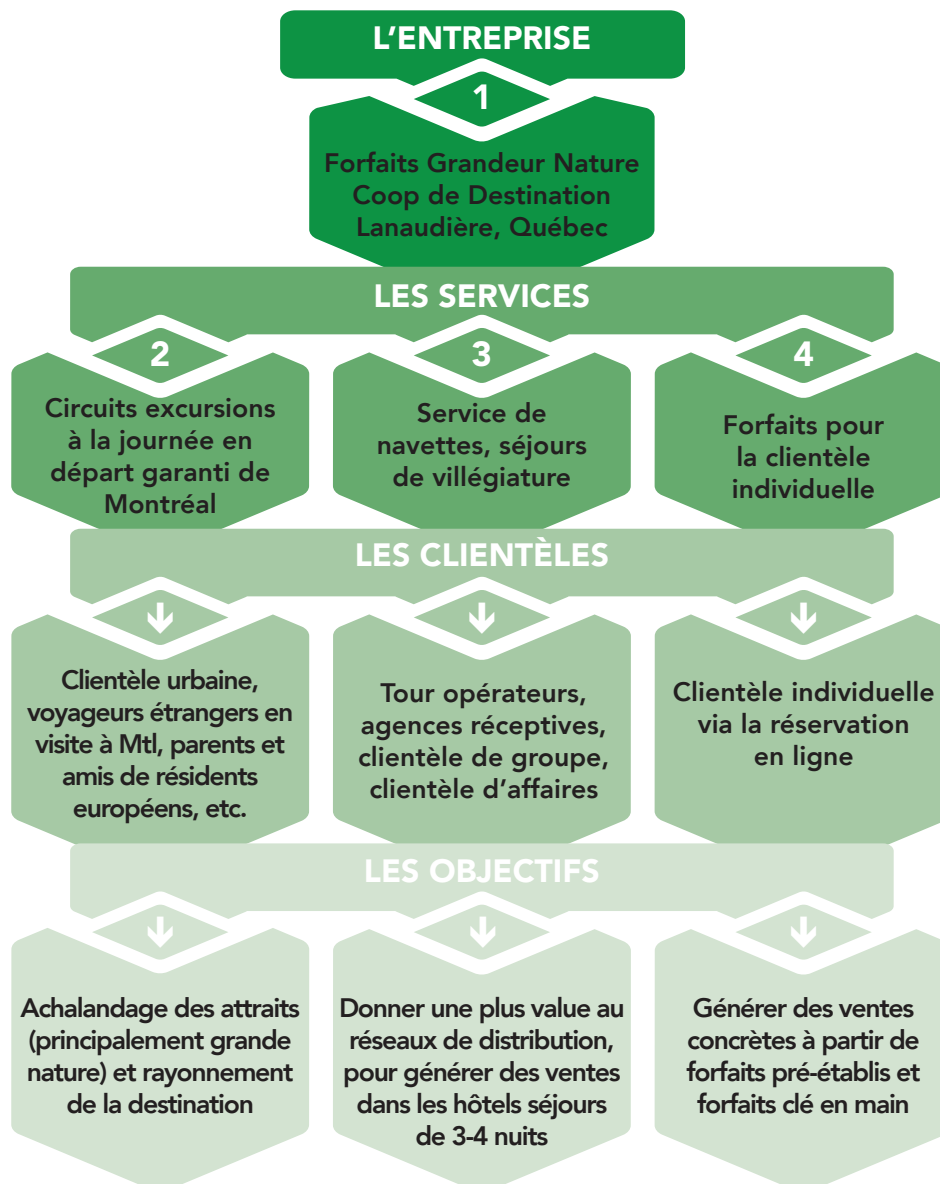 L'ENTREPRISE
1
Forfaits Grandeur Nature
Coop de Destination
Lanaudière, Québec
LES SERVICES
2
Circuits excursions
à la journée en
départ garanti de
Montréal
3
Service de
navettes, séjours
de villégiature
4
Forfaits pour
la clientèle
individuelle
LES CLIENTÈLES
Clientèle urbaine,
voyageurs étrangers en
visite à Mtl, parents et
amis de résidents
européens, etc.
Tour opérateurs,
agences réceptives,
clientèle de groupe,
clientèle d'affaires
Clientèle individuelle
via la réservation
en ligne
LES OBJECTIFS
Achalandage des attraits
(principalement grande
nature) et rayonnement
de la destination
Donner une plus value au
réseaux de distribution,
pour générer des ventes
dans les hôtels séjours
de 3-4 nuits
Générer des ventes
concrètes à partir de
forfaits pré-établis et
forfaits clé en main